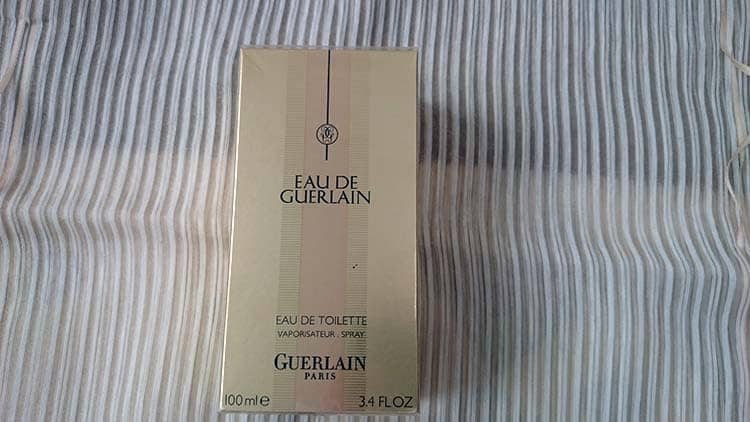 EAU DE
GUERLAIN
EAU DE TOILETTE
VAPORISATEUR . SPRAY
GUERLAIN
PARIS
100 ml e 3.4 FL OZ